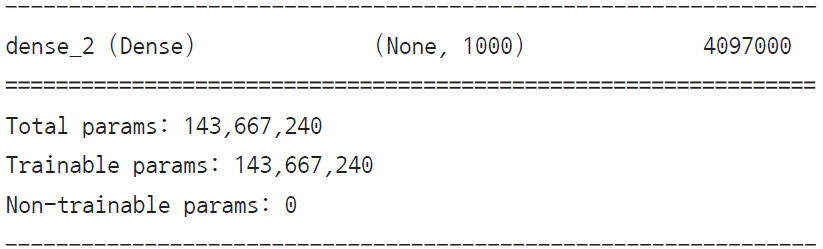 dense_2 (Dense) (None, 1000) 4097000
Total params: 143,667,240
Trainable params: 143,667,240
Non-trainable params: 0